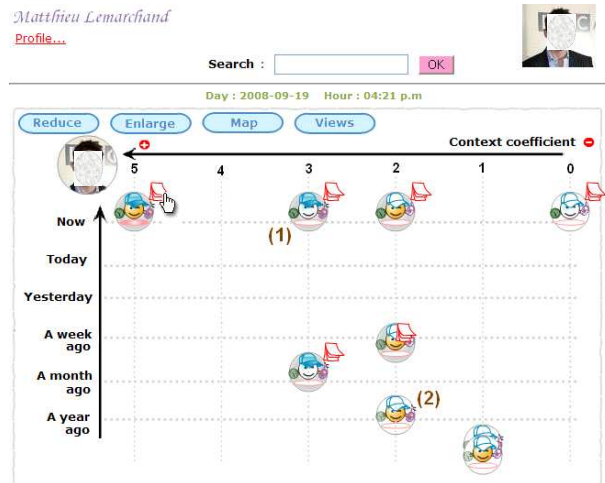 Matthieu Lemarchand
Profile...
Search : OK
Day : 2008-09-19 Hour : 04:21 p.m
Reduce Enlarge Map Views
Context coefficient
5 4 3 2 1 0
Now
(1)
Today
Yesterday
A week
ago
A month
ago
(2)
A year
ago